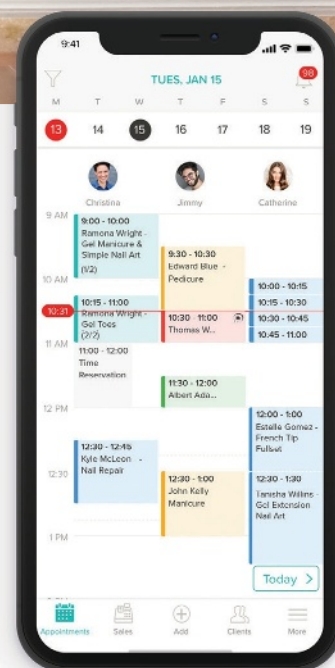 9:41
TUES, JAN 15
98
M T W T F S S
13 14 15 16 17 18 19
Christina
Jimmy
Catherine
9 AM
10 AM
10:31
11 AM
12 PM
12:30
1 PM
9:00 - 10:00
Ramona Wright -
Gel Manicure &
Simple Nail Art
(1/2)
10:15 - 11:00
Ramona Wright -
Gel Toes
(2/2)
11:00 - 12:00
Time
Reservation
12:30 - 12:45
Kyle McLeon -
Nail Repair
9:30 - 10:30
Edward Blue -
Pedicure
10:30 - 11:00
Thomas W...
11:30 - 12:00
Albert Ada...
12:30 - 1:00
John Kelly
Manicure
10:00 - 10:15
10:15 - 10:30
10:30 - 10:45
10:45 - 11:00
12:00 - 1:00
Estelle Gomez -
French Tip
Fullset
12:30 - 1:30
Tanisha Wilkins -
Gel Extension
Nail Art
Today >
Appointments
Sales
Add
Clients
More